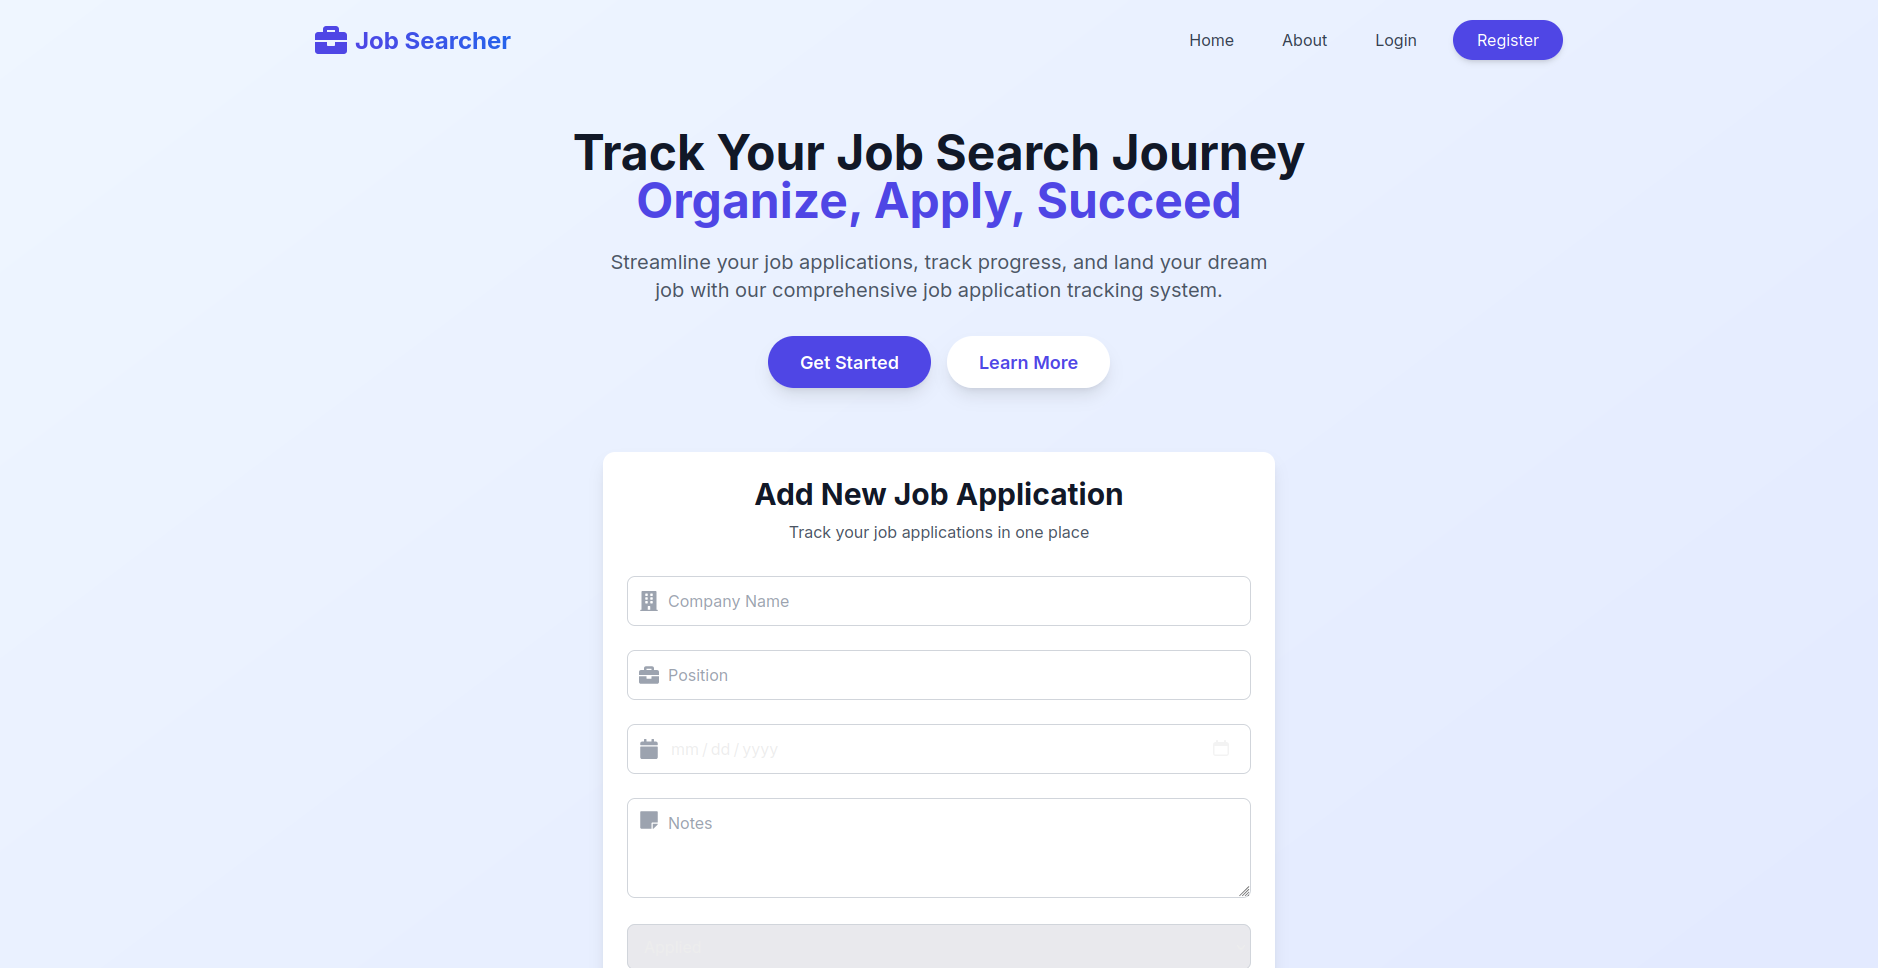 Job Searcher
Home
About
Login
Register
Track Your Job Search Journey
Organize, Apply, Succeed
Streamline your job applications, track progress, and land your dream
job with our comprehensive job application tracking system.
Get Started
Learn More
Add New Job Application
Track your job applications in one place
Company Name
Position
mm/dd/yyyy
Notes
Applied